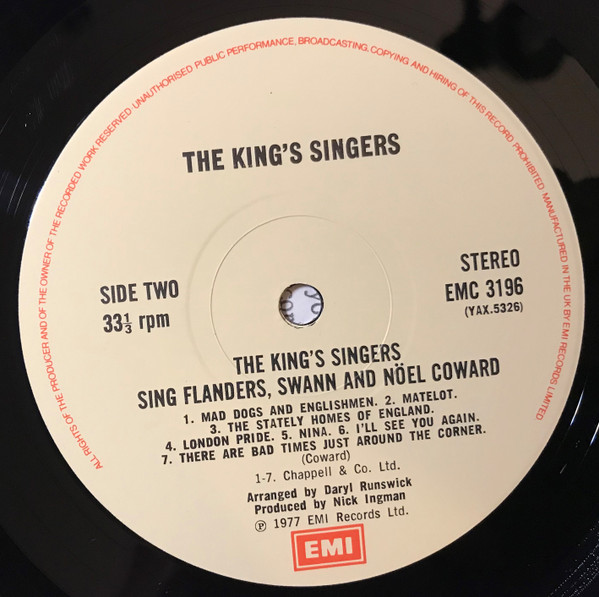 ALL RIGHTS OF THE PRODUCER AND OF THE OWNER OF THE RECORDED WORK RESERVED · UNAUTHORISED PUBLIC PERFORMANCE, BROADCASTING, COPYING AND HIRING OF THIS RECORD PROHIBITED. MANUFACTURED IN THE UK BY EMI RECORDS LIMITED
THE KING'S SINGERS
SIDE TWO
33⅓ rpm
STEREO
EMC 3196
(YAX.5326)
THE KING'S SINGERS
SING FLANDERS, SWANN AND NÖEL COWARD
1. MAD DOGS AND ENGLISHMEN. 2. MATELOT.
3. THE STATELY HOMES OF ENGLAND.
4. LONDON PRIDE. 5. NINA. 6. I'LL SEE YOU AGAIN.
7. THERE ARE BAD TIMES JUST AROUND THE CORNER.
(Coward)
1-7. Chappell & Co. Ltd.
Arranged by Daryl Runswick
Produced by Nick Ingman
℗ 1977 EMI Records Ltd.
EMI